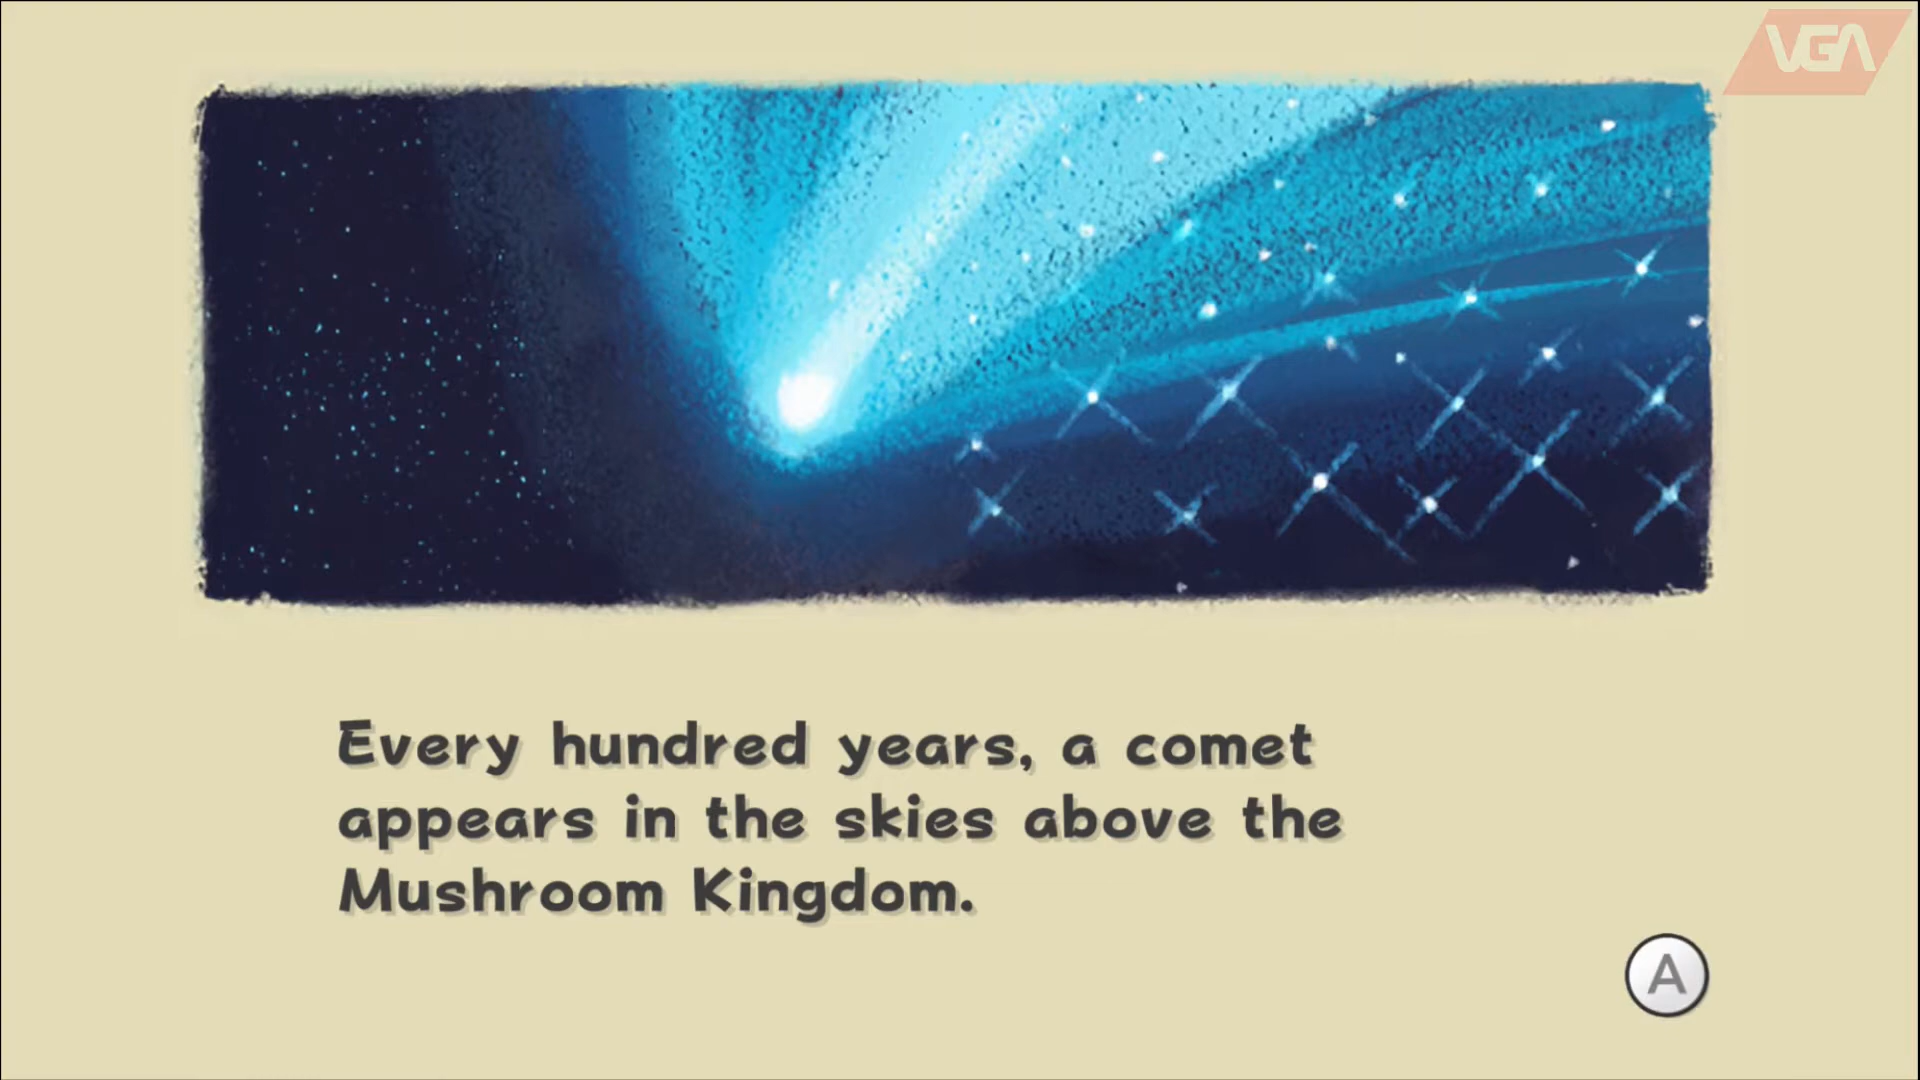 VGA
Every hundred years, a comet
appears in the skies above the
Mushroom Kingdom.
A